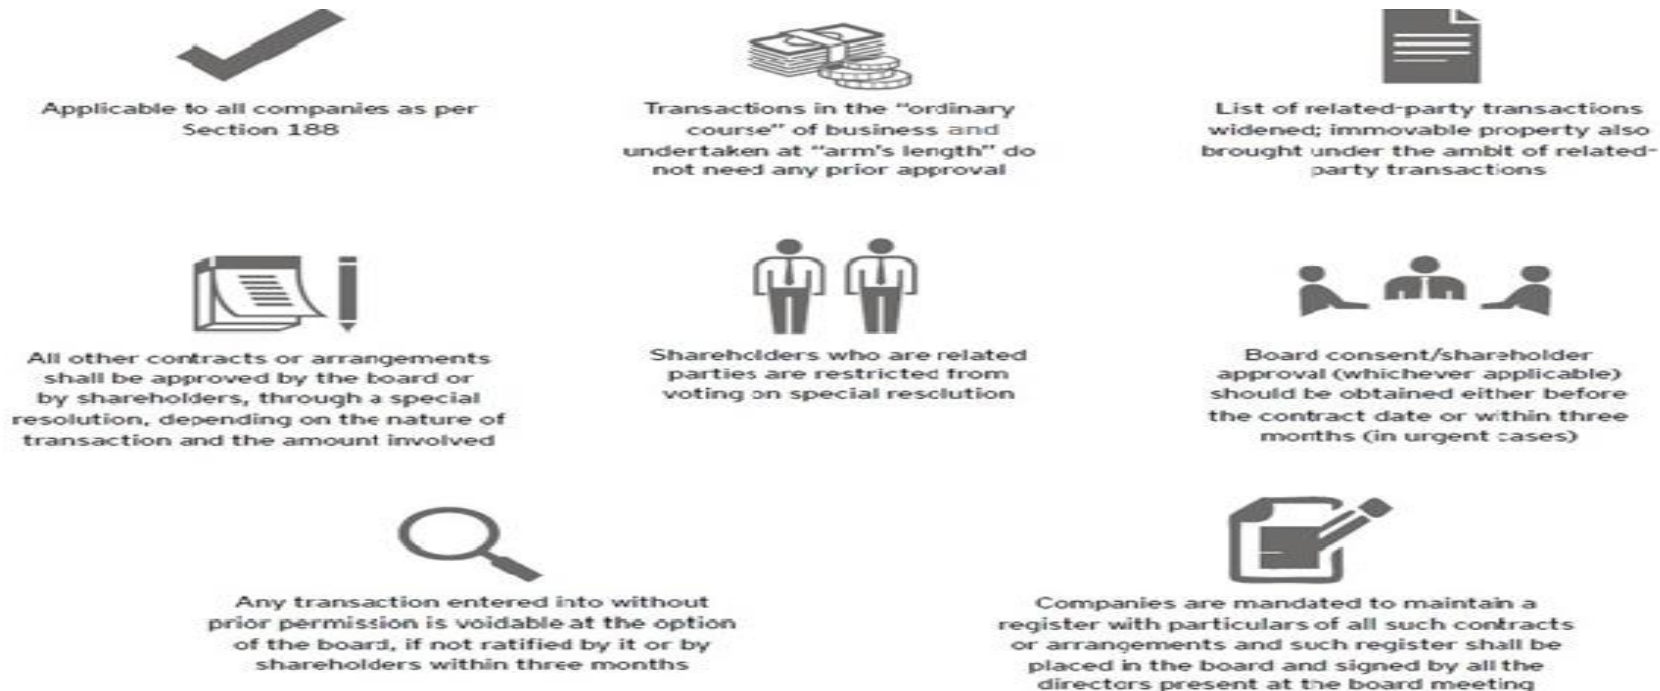 Applicable to all companies as per
Section 188
Transactions in the "ordinary
course" of business and
undertaken at "arm's length" do
not need any prior approval
List of related-party transactions
widened; immovable property also
brought under the ambit of related-
party transactions
All other contracts or arrangements
shall be approved by the board or
by shareholders, through a special
resolution, depending on the nature of
transaction and the amount involved
Shareholders who are related
parties are restricted from
voting on special resolution
Board consent/shareholder
approval (whichever applicable)
should be obtained either before
the contract date or within three
months (in urgent cases)
Any transaction entered into without
prior permission is voidable at the option
of the board, if not ratified by it or by
shareholders within three months
Companies are mandated to maintain a
register with particulars of all such contracts
or arrangements and such register shall be
placed in the board and signed by all the
directors present at the board meeting